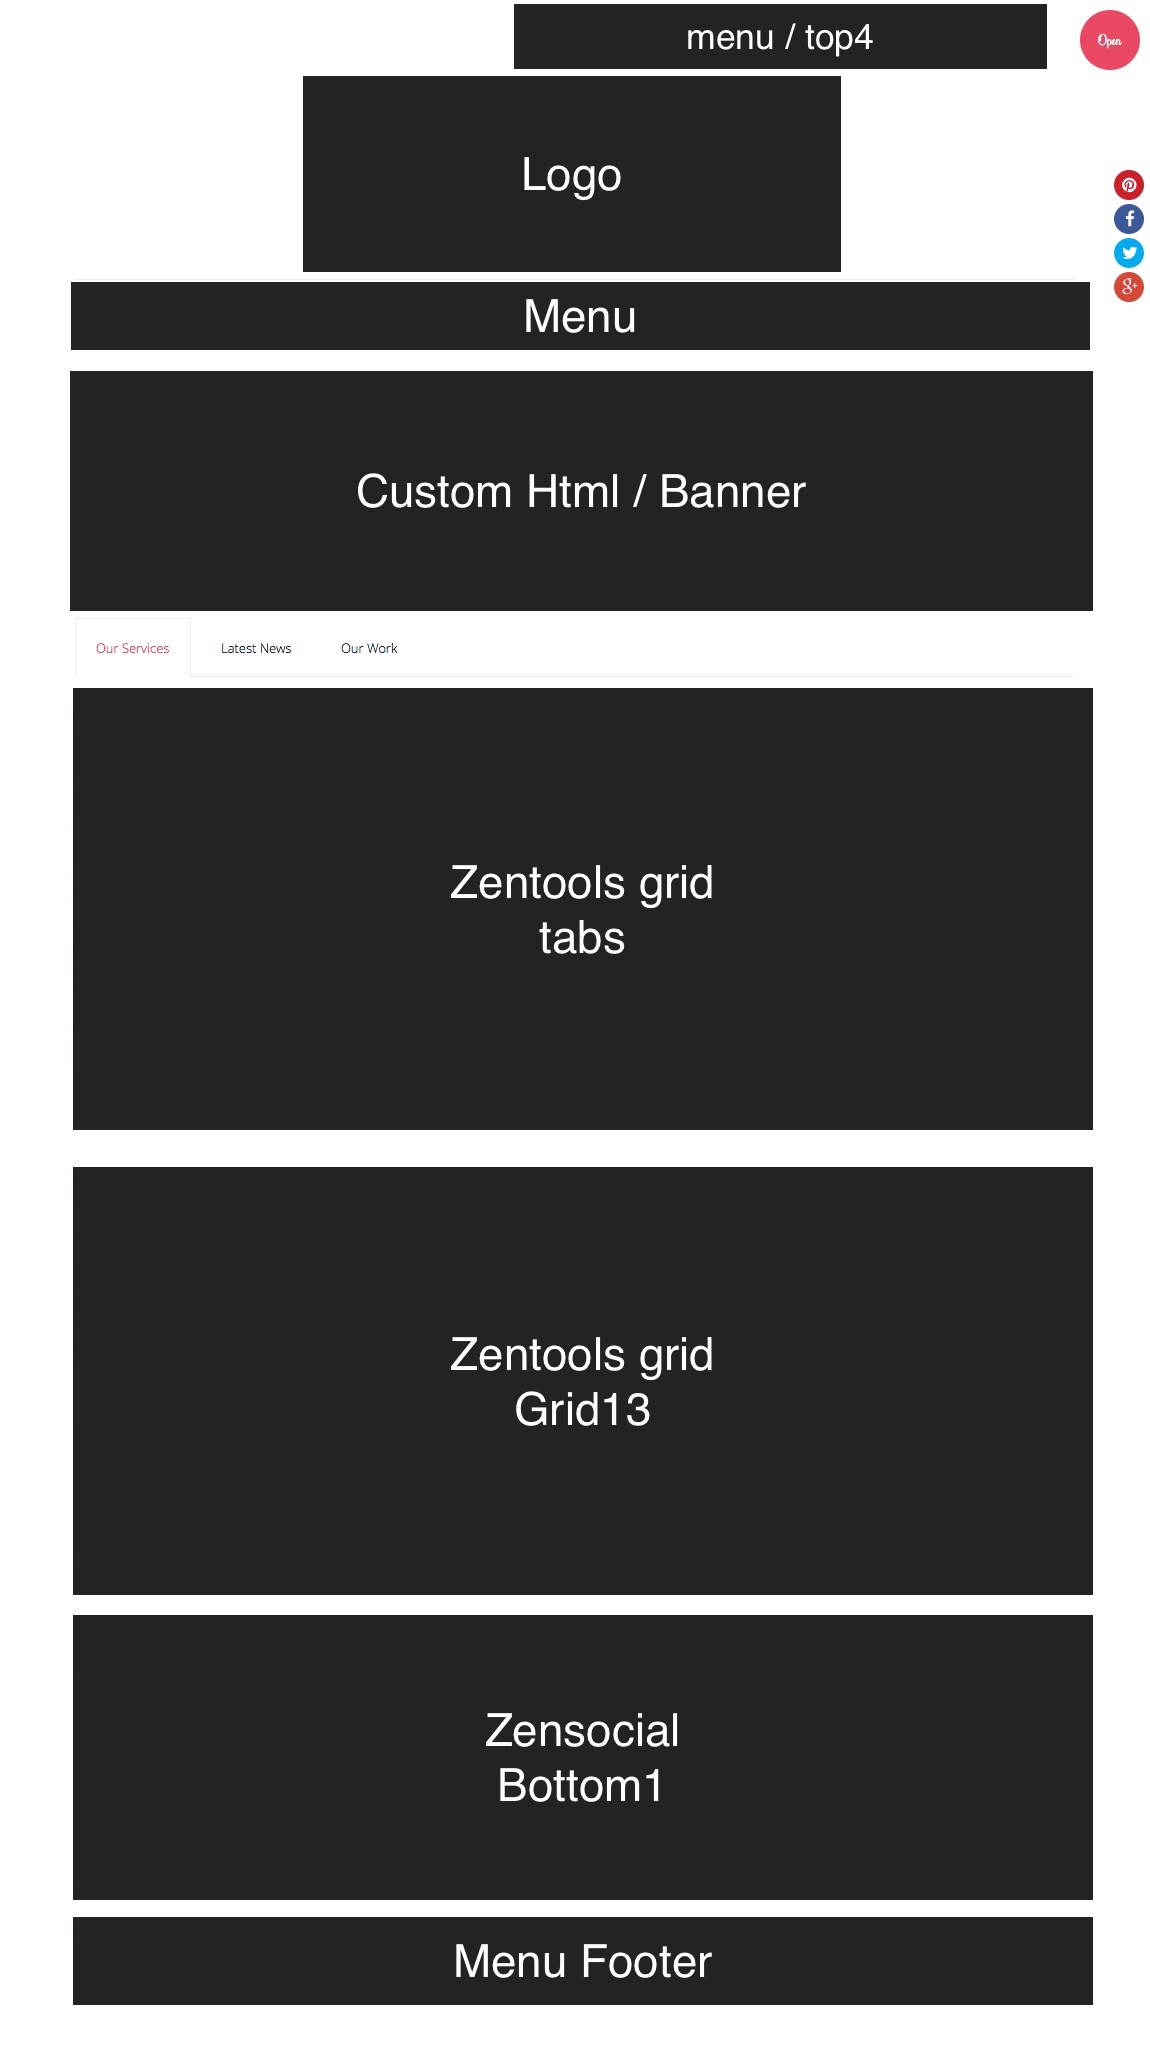 menu / top4
Open
Logo
Menu
Custom Html / Banner
Our Services
Latest News
Our Work
Zentools grid
tabs
Zentools grid
Grid13
Zensocial
Bottom1
Menu Footer